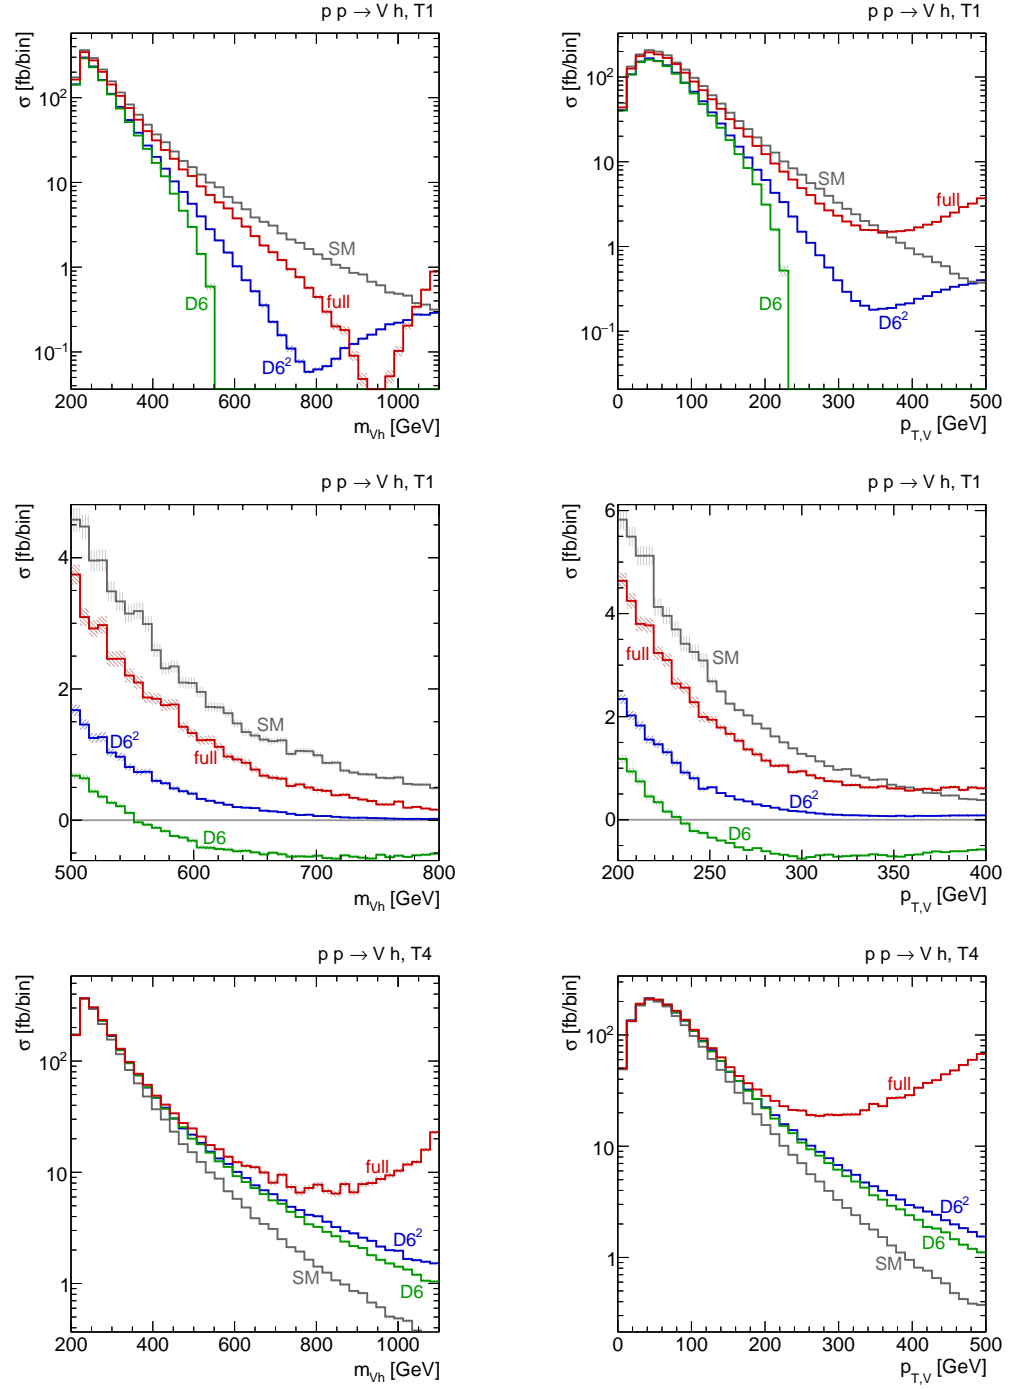 p p → V h, T1
σ [fb/bin]
10²
10
1
10⁻¹
SM
full
D6
D6²
200 400 600 800 1000
m_Vh [GeV]
p p → V h, T1
σ [fb/bin]
10²
10
1
10⁻¹
SM
full
D6
D6²
0 100 200 300 400 500
p_T,V [GeV]
p p → V h, T1
σ [fb/bin]
4
2
0
SM
D6²
full
D6
500 600 700 800
m_Vh [GeV]
p p → V h, T1
σ [fb/bin]
6
4
2
0
full
SM
D6²
D6
200 250 300 350 400
p_T,V [GeV]
p p → V h, T4
σ [fb/bin]
10²
10
1
full
D6²
D6
SM
200 400 600 800 1000
m_Vh [GeV]
p p → V h, T4
σ [fb/bin]
10²
10
1
full
D6²
D6
SM
0 100 200 300 400 500
p_T,V [GeV]